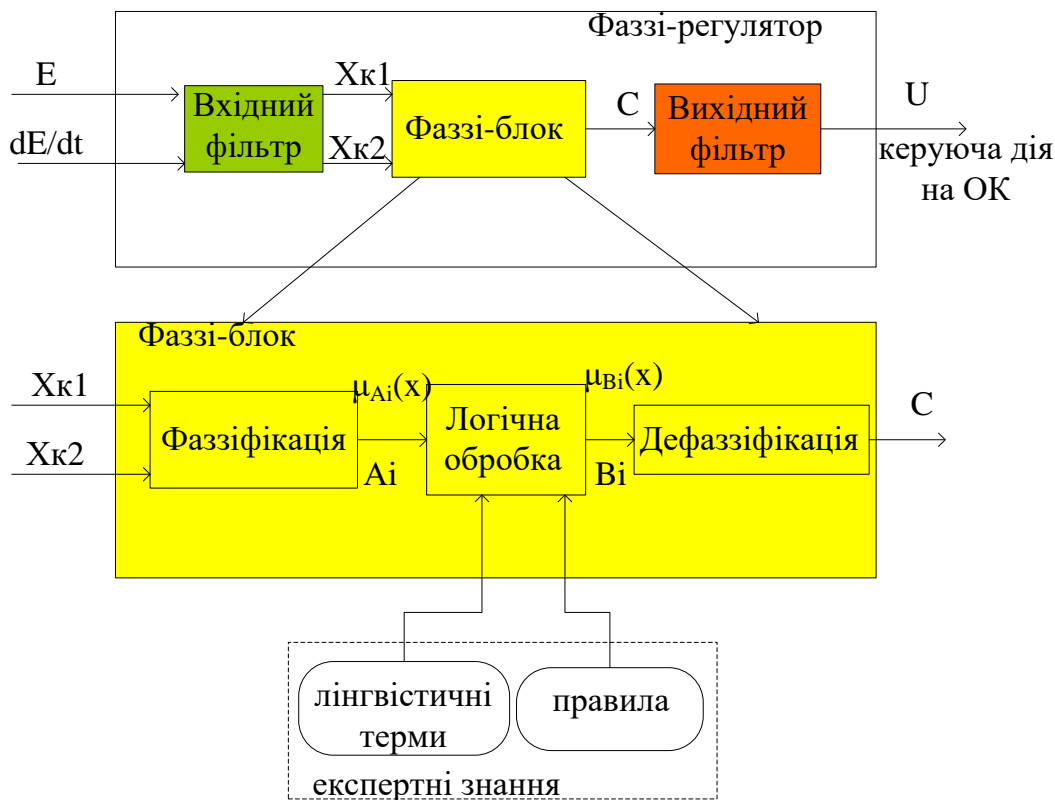 Фаззі-регулятор
E
Хк1
Вхідний
фільтр
Фаззі-блок
C
Вихідний
фільтр
U
dE/dt
Хк2
керуюча дія
на ОК
Фаззі-блок
Хк1
μAi(x)
μBi(x)
C
Фаззіфікація
Логічна
обробка
Дефаззіфікація
Хк2
Ai
Bi
лінгвістичні
терми
правила
експертні знання